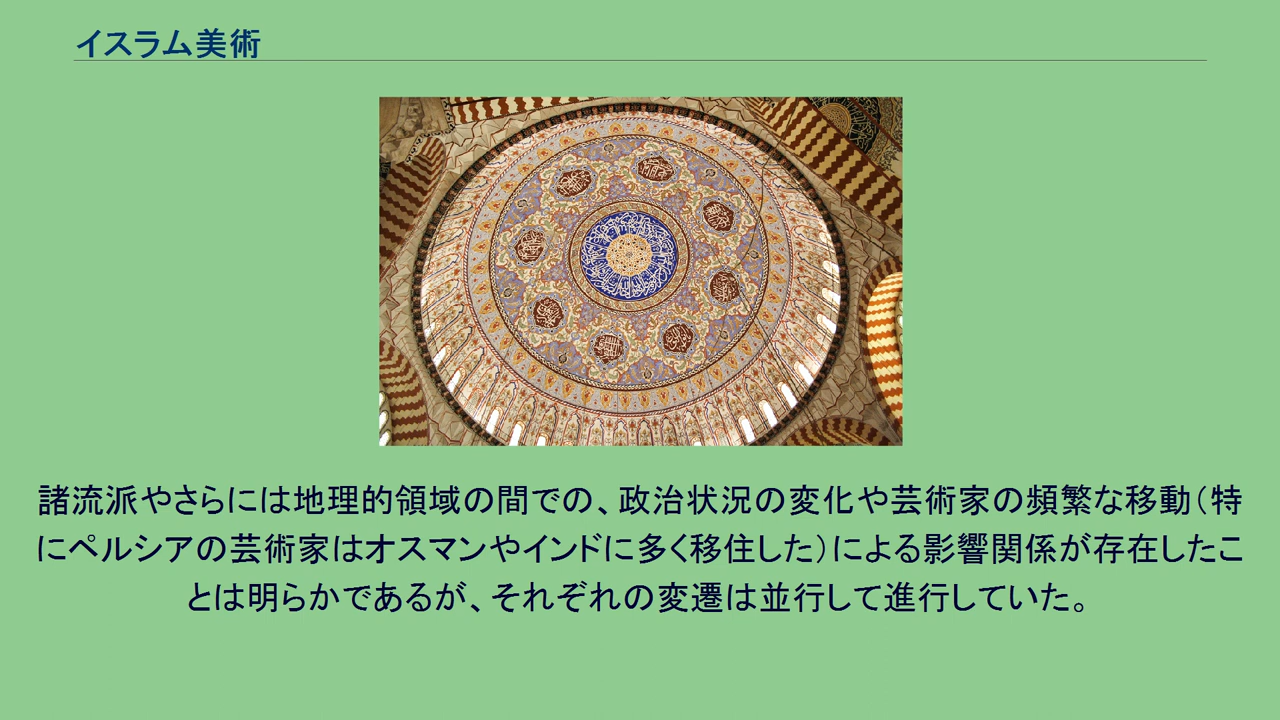 イスラム美術
諸流派やさらには地理的領域の間での、政治状況の変化や芸術家の頻繁な移動（特
にペルシアの芸術家はオスマンやインドに多く移住した）による影響関係が存在したこ
とは明らかであるが、それぞれの変遷は並行して進行していた。